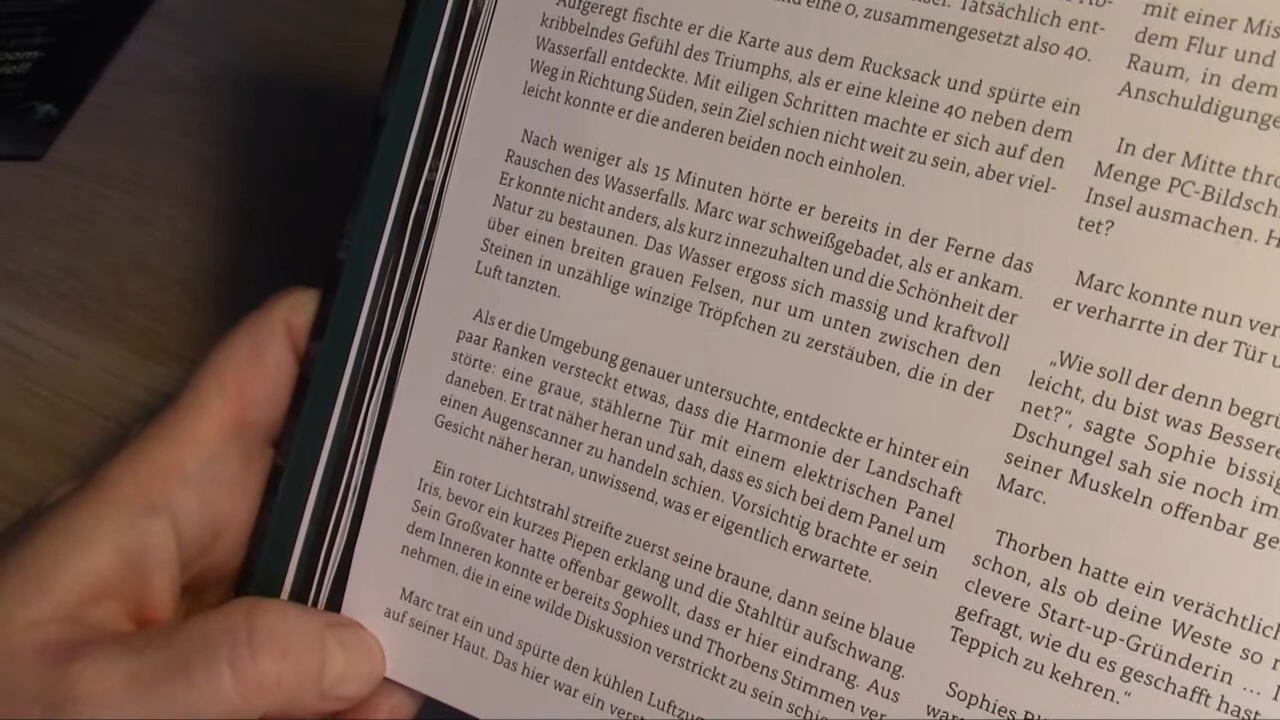 Tatsächlich ent-
eine 0, zusammengesetzt also 40.
Aufgeregt fischte er die Karte aus dem Rucksack und spürte ein
kribbelndes Gefühl des Triumphs, als er eine kleine 40 neben dem
Wasserfall entdeckte. Mit eiligen Schritten machte er sich auf den
Weg in Richtung Süden, sein Ziel schien nicht weit zu sein, aber viel-
leicht konnte er die anderen beiden noch einholen.
Nach weniger als 15 Minuten hörte er bereits in der Ferne das
Rauschen des Wasserfalls. Marc war schweißgebadet, als er ankam.
Er konnte nicht anders, als kurz innezuhalten und die Schönheit der
Natur zu bestaunen. Das Wasser ergoss sich massig und kraftvoll
über einen breiten grauen Felsen, nur um unten zwischen den
Steinen in unzählige winzige Tröpfchen zu zerstäuben, die in der
Luft tanzten.
Als er die Umgebung genauer untersuchte, entdeckte er hinter ein
paar Ranken versteckt etwas, dass die Harmonie der Landschaft
störte: eine graue, stählerne Tür mit einem elektrischen Panel
daneben. Er trat näher heran und sah, dass es sich bei dem Panel um
einen Augenscanner zu handeln schien. Vorsichtig brachte er sein
Gesicht näher heran, unwissend, was er eigentlich erwartete.
Ein roter Lichtstrahl streifte zuerst seine braune, dann seine blaue
Iris, bevor ein kurzes Piepen erklang und die Stahltür aufschwang.
Sein Großvater hatte offenbar gewollt, dass er hier eindrang. Aus
dem Inneren konnte er bereits Sophies und Thorbens Stimmen ver
nehmen, die in eine wilde Diskussion verstrickt zu sein schie
Marc trat ein und spürte den kühlen Luftzug
auf seiner Haut. Das hier war ein verst
mit einer Mis
dem Flur und
Raum, in dem
Anschuldigunge
In der Mitte thro
Menge PC-Bildsch
Insel ausmachen. H
tet?
Marc konnte nun ver
er verharrte in der Tür u
„Wie soll der denn begrü
leicht, du bist was Bessere
net?“, sagte Sophie bissig
Dschungel sah sie noch im
seiner Muskeln offenbar ge
Marc.
Thorben hatte ein verächtlich
schon, als ob deine Weste so r
clevere Start-up-Gründerin …
gefragt, wie du es geschafft hast
Teppich zu kehren.“
Sophies